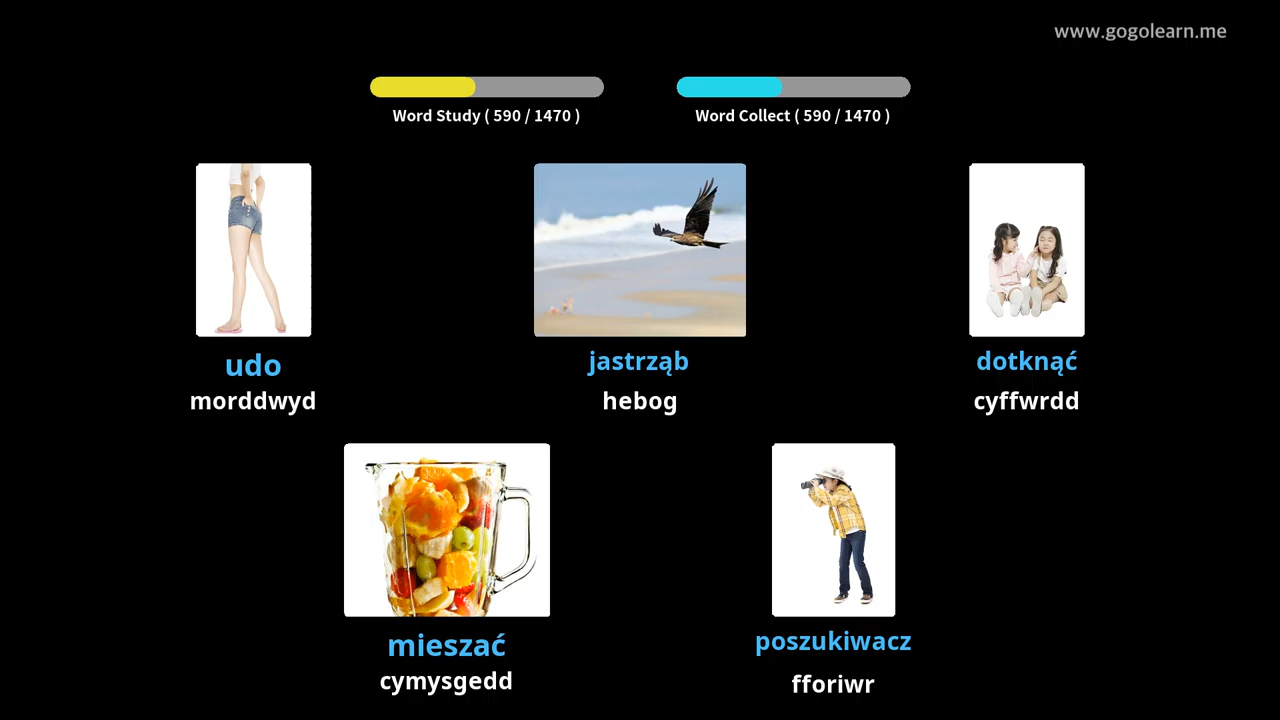 www.gogolearn.me
Word Study ( 590 / 1470 )
Word Collect ( 590 / 1470 )
udo
morddwyd
jastrząb
hebog
dotknąć
cyffwrdd
mieszać
cymysgedd
poszukiwacz
fforiwr